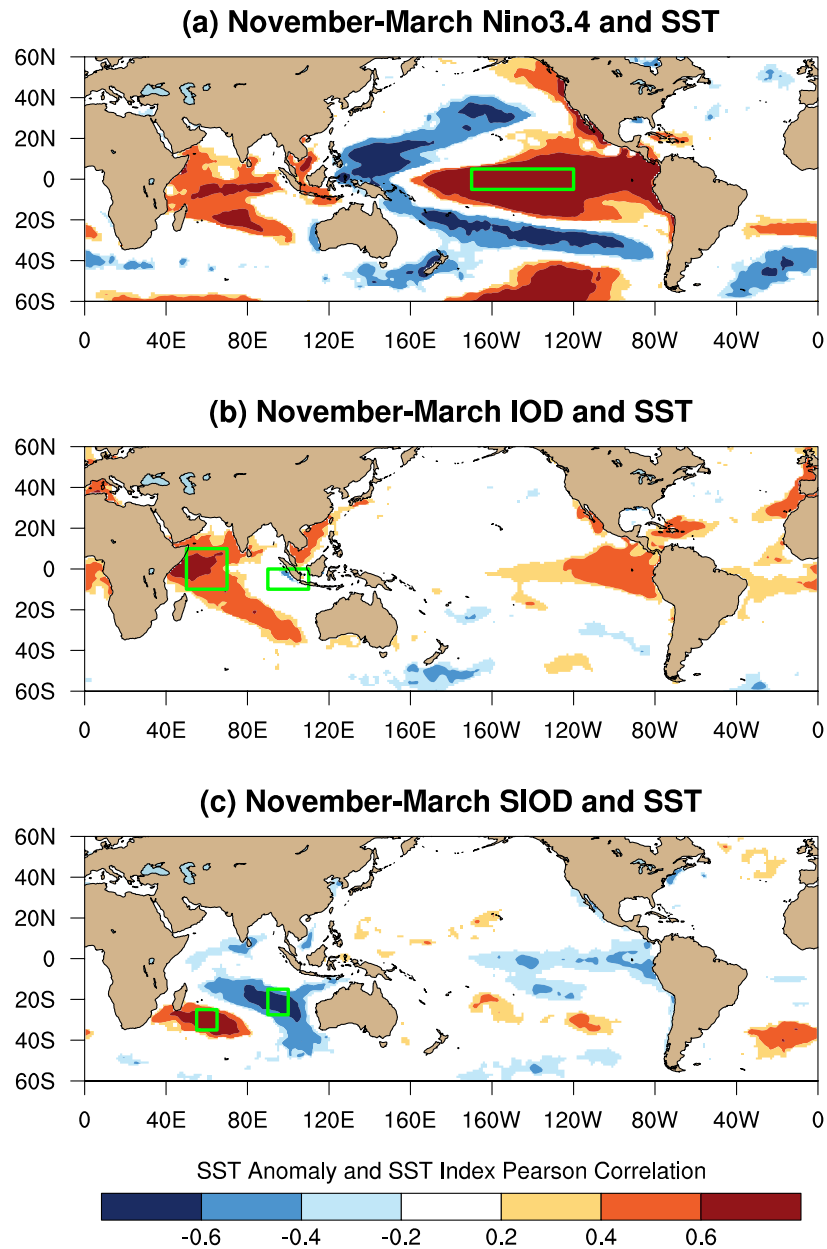 (a) November-March Nino3.4 and SST
60N
40N
20N
0
20S
40S
60S
0 40E 80E 120E 160E 160W 120W 80W 40W 0
(b) November-March IOD and SST
60N
40N
20N
0
20S
40S
60S
0 40E 80E 120E 160E 160W 120W 80W 40W 0
(c) November-March SIOD and SST
60N
40N
20N
0
20S
40S
60S
0 40E 80E 120E 160E 160W 120W 80W 40W 0
SST Anomaly and SST Index Pearson Correlation
-0.6 -0.4 -0.2 0.2 0.4 0.6